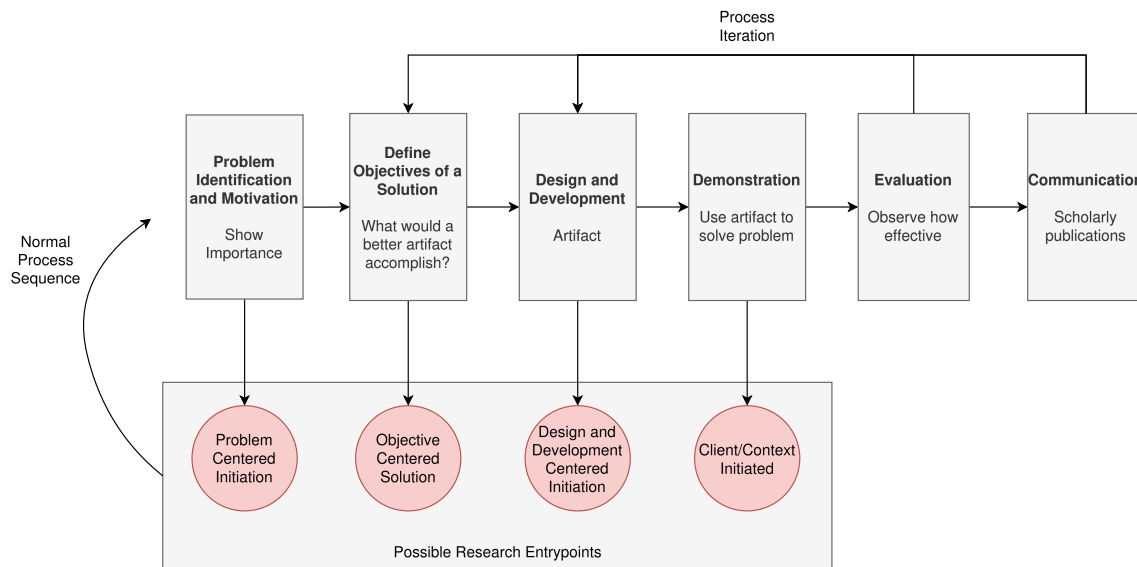 Process
Iteration
Problem
Identification
and Motivation
Show
Importance
Define
Objectives of a
Solution
What would a
better artifact
accomplish?
Design and
Development
Artifact
Demonstration
Use artifact to
solve problem
Evaluation
Observe how
effective
Communication
Scholarly
publications
Normal
Process
Sequence
Problem
Centered
Initiation
Objective
Centered
Solution
Design and
Development
Centered
Initiation
Client/Context
Initiated
Possible Research Entrypoints